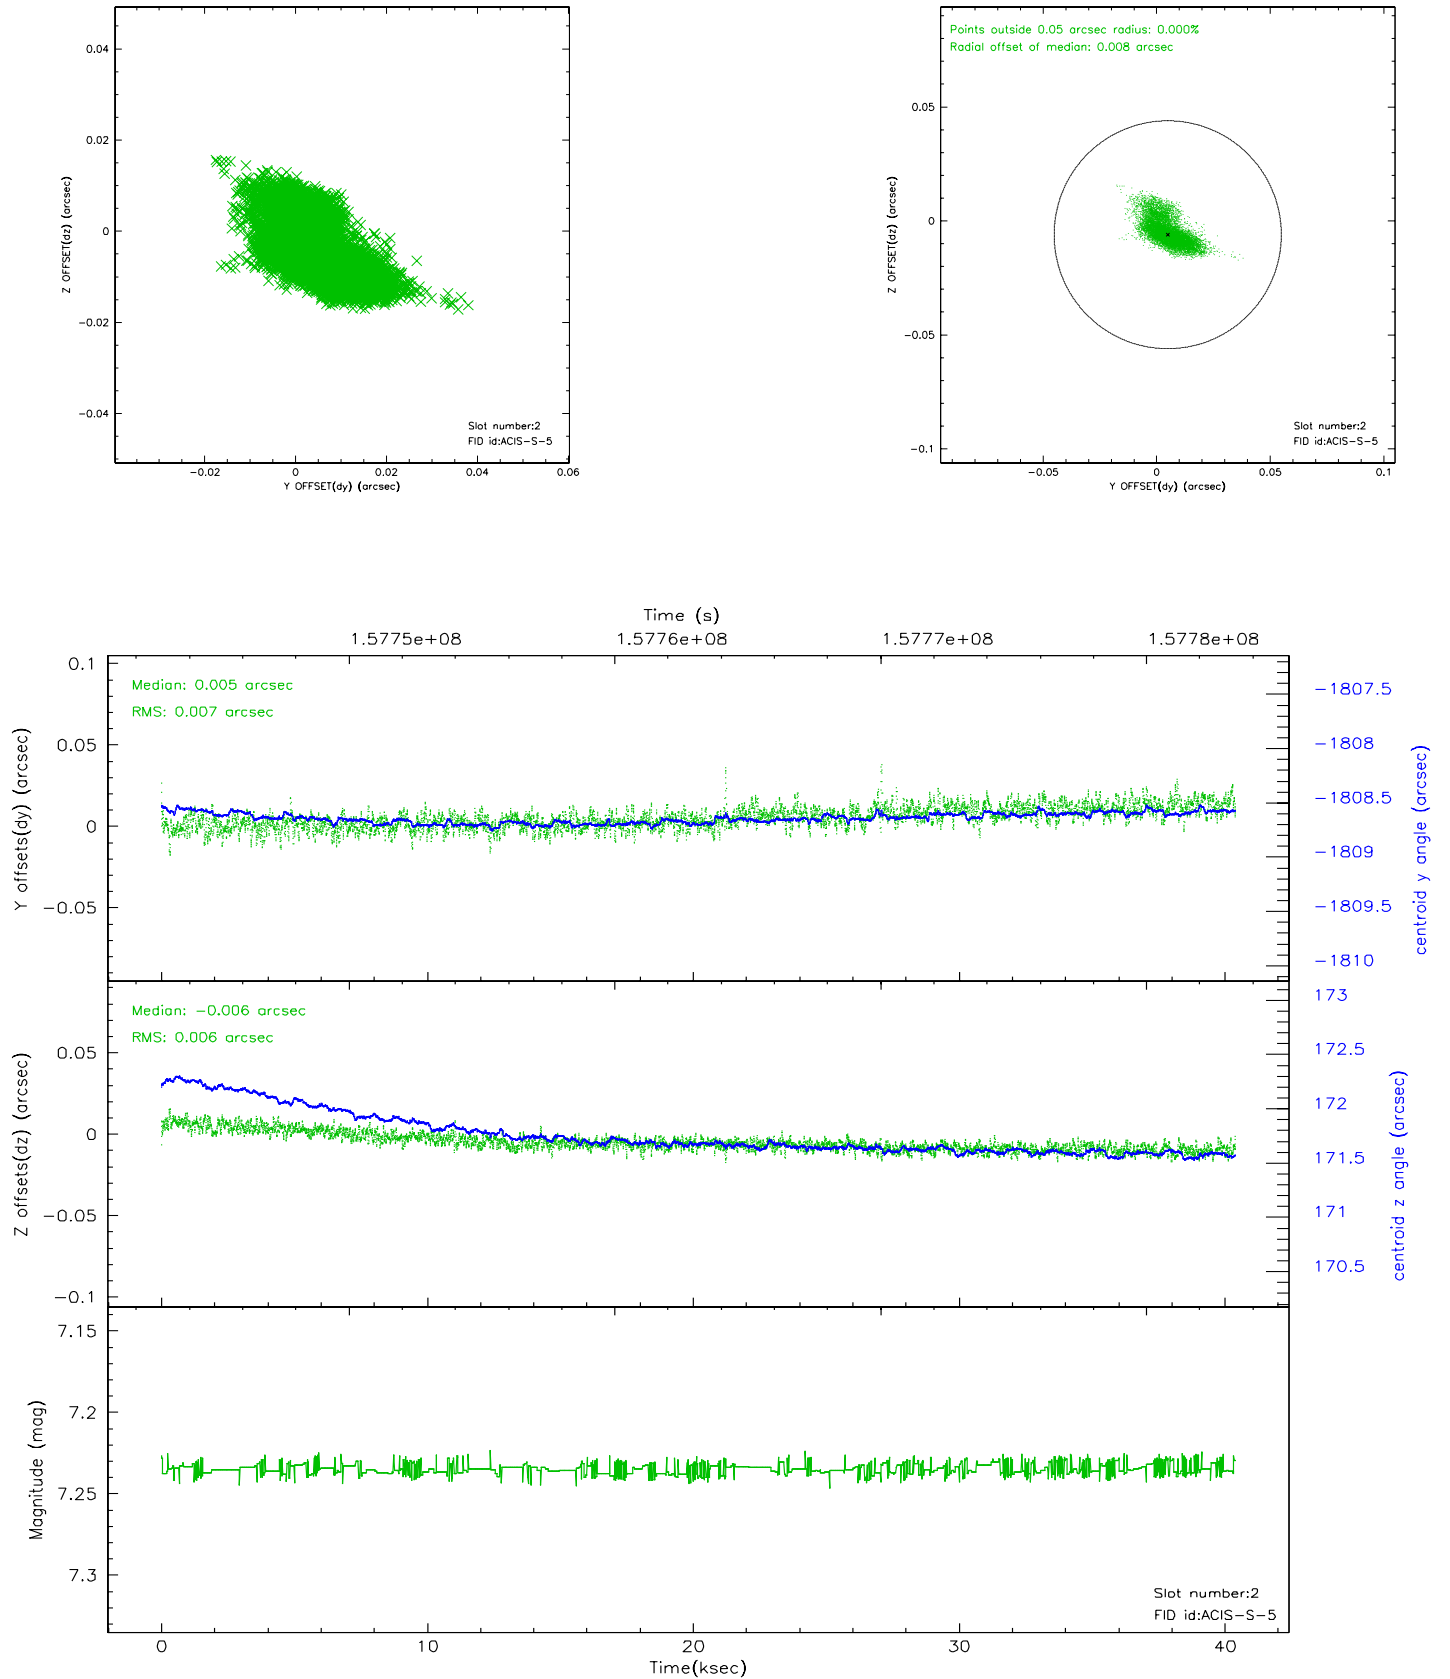 0.04
0.02
0
-0.02
-0.04
Z OFFSET(dz) (arcsec)
Slot number:2
FID id:ACIS-S-5
-0.02 0 0.02 0.04 0.06
Y OFFSET(dy) (arcsec)
Points outside 0.05 arcsec radius: 0.000%
Radial offset of median: 0.008 arcsec
0.05
0
-0.05
-0.1
Z OFFSET(dz) (arcsec)
Slot number:2
FID id:ACIS-S-5
-0.05 0 0.05 0.1
Y OFFSET(dy) (arcsec)
Time (s)
1.5775e+08 1.5776e+08 1.5777e+08 1.5778e+08
Median: 0.005 arcsec
RMS: 0.007 arcsec
0.1
0.05
0
-0.05
Y offsets(dy) (arcsec)
-1807.5
-1808
-1808.5
-1809
-1809.5
-1810
centroid y angle (arcsec)
Median: -0.006 arcsec
RMS: 0.006 arcsec
0.05
0
-0.05
-0.1
Z offsets(dz) (arcsec)
173
172.5
172
171.5
171
170.5
centroid z angle (arcsec)
7.15
7.2
7.25
7.3
Magnitude (mag)
Slot number:2
FID id:ACIS-S-5
0 10 20 30 40
Time(ksec)